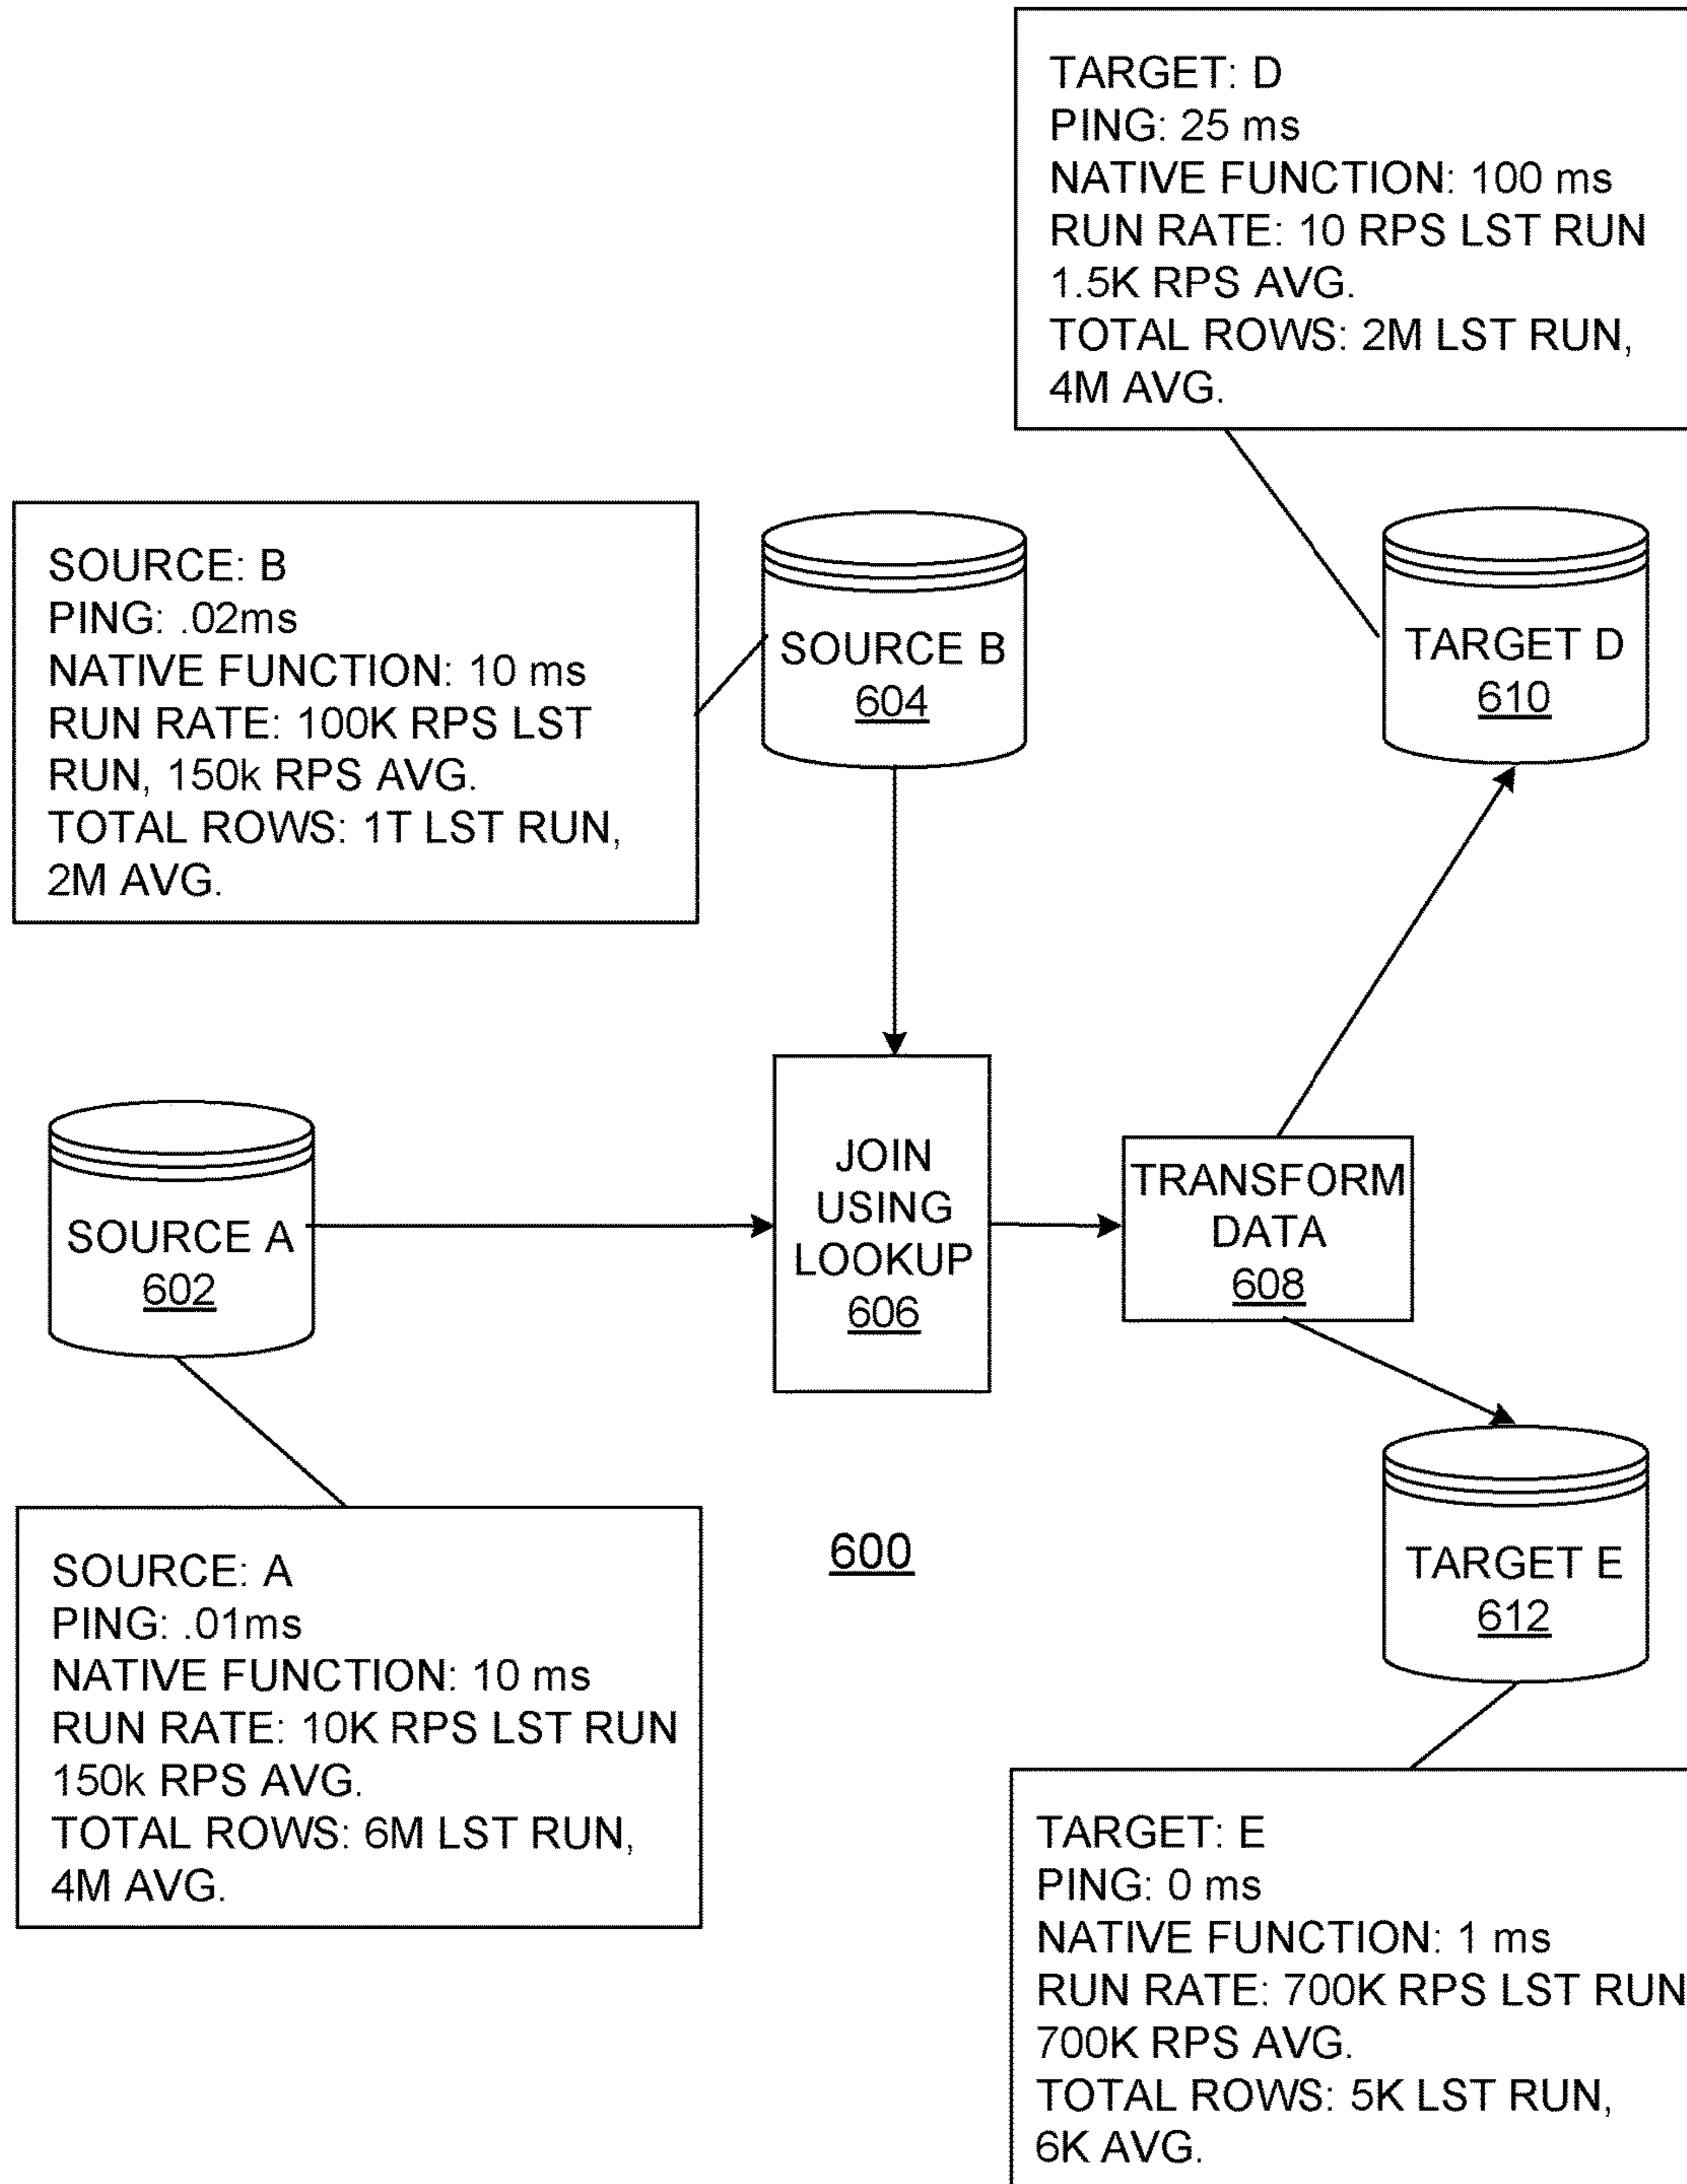 TARGET: D
PING: 25 ms
NATIVE FUNCTION: 100 ms
RUN RATE: 10 RPS LST RUN
1.5K RPS AVG.
TOTAL ROWS: 2M LST RUN,
4M AVG.
SOURCE: B
PING: .02ms
NATIVE FUNCTION: 10 ms
RUN RATE: 100K RPS LST
RUN, 150k RPS AVG.
TOTAL ROWS: 1T LST RUN,
2M AVG.
SOURCE B
604
TARGET D
610
SOURCE A
602
JOIN
USING
LOOKUP
606
TRANSFORM
DATA
608
600
TARGET E
612
SOURCE: A
PING: .01ms
NATIVE FUNCTION: 10 ms
RUN RATE: 10K RPS LST RUN
150k RPS AVG.
TOTAL ROWS: 6M LST RUN,
4M AVG.
TARGET: E
PING: 0 ms
NATIVE FUNCTION: 1 ms
RUN RATE: 700K RPS LST RUN
700K RPS AVG.
TOTAL ROWS: 5K LST RUN,
6K AVG.